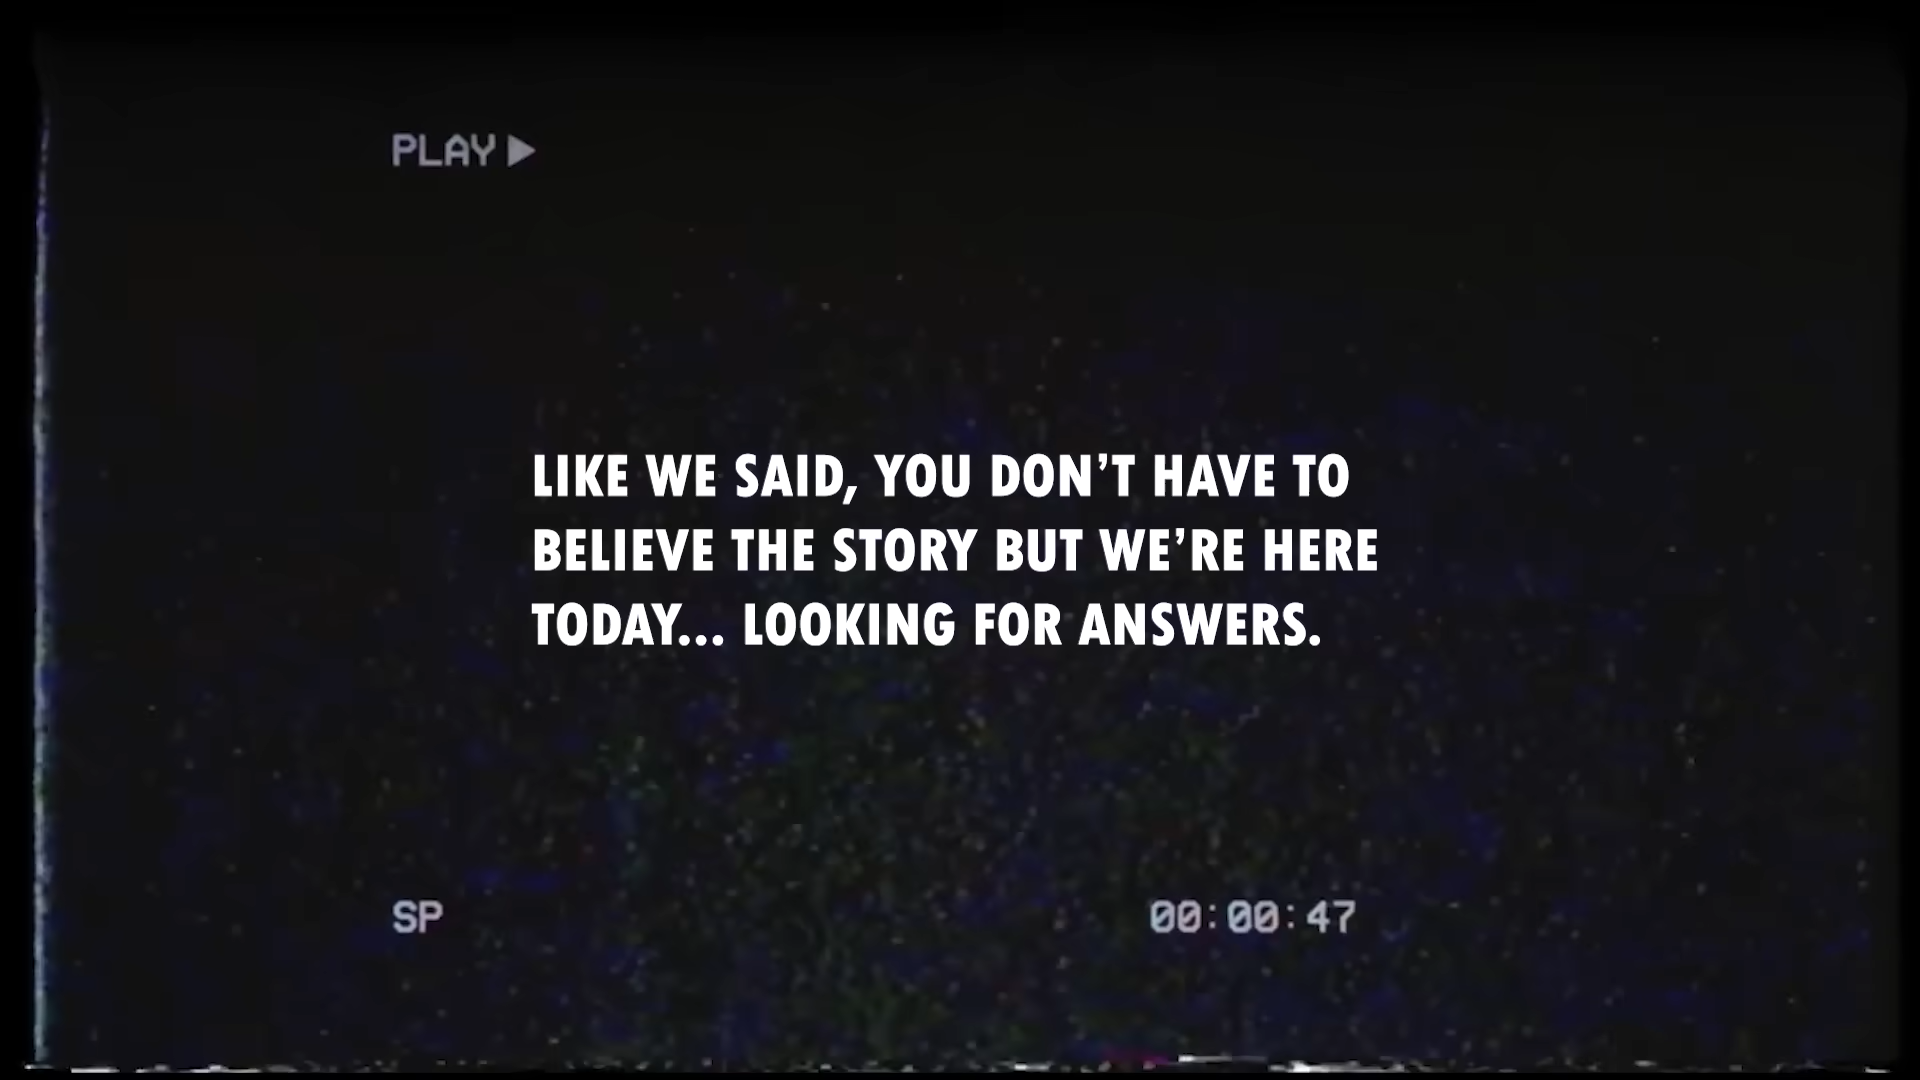 PLAY ▶
LIKE WE SAID, YOU DON’T HAVE TO
BELIEVE THE STORY BUT WE’RE HERE
TODAY... LOOKING FOR ANSWERS.
SP 00:00:47